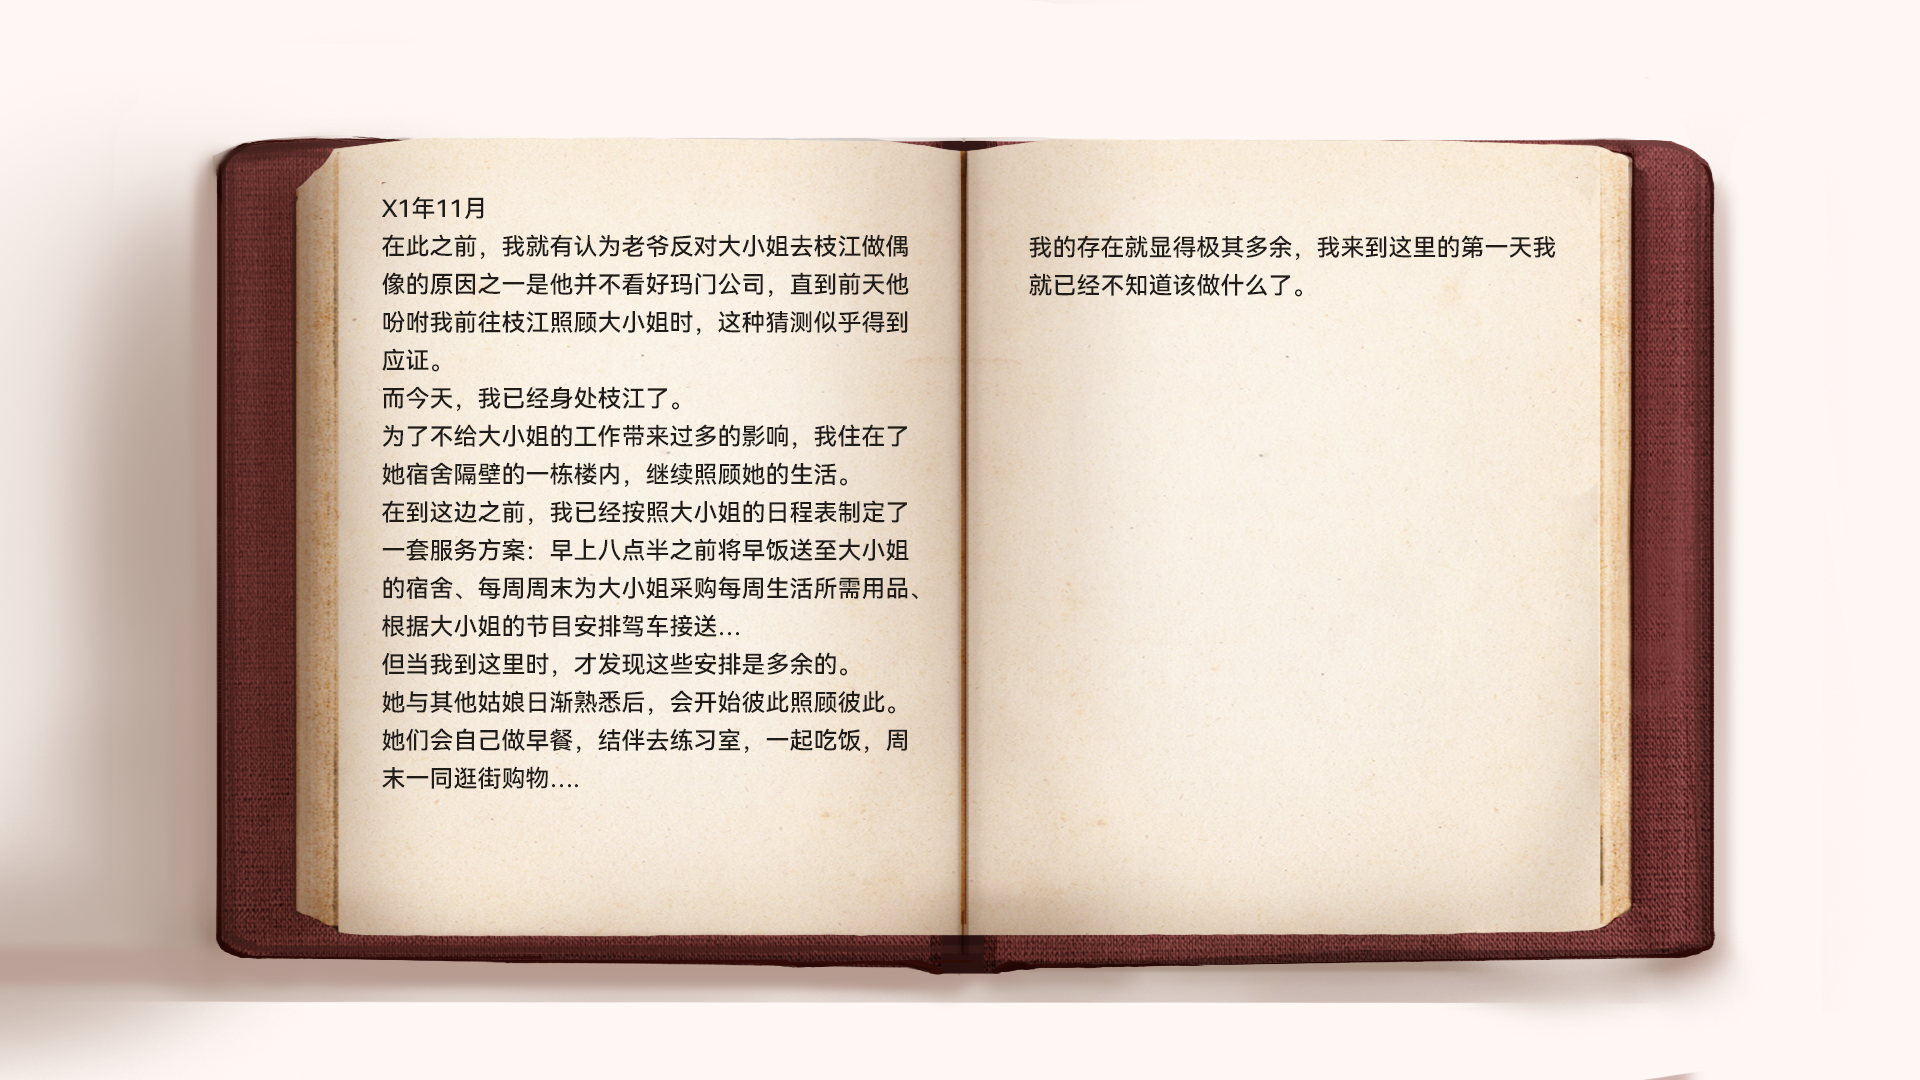 X1年11月
在此之前，我就有认为老爷反对大小姐去枝江做偶
像的原因之一是他并不看好玛门公司，直到前天他
吩咐我前往枝江照顾大小姐时，这种猜测似乎得到
应证。
而今天，我已经身处枝江了。
为了不给大小姐的工作带来过多的影响，我住在了
她宿舍隔壁的一栋楼内，继续照顾她的生活。
在到这边之前，我已经按照大小姐的日程表制定了
一套服务方案：早上八点半之前将早饭送至大小姐
的宿舍、每周周末为大小姐采购每周生活所需用品、
根据大小姐的节目安排驾车接送...
但当我到这里时，才发现这些安排是多余的。
她与其他姑娘日渐熟悉后，会开始彼此照顾彼此。
她们会自己做早餐，结伴去练习室，一起吃饭，周
末一同逛街购物....
我的存在就显得极其多余，我来到这里的第一天我
就已经不知道该做什么了。